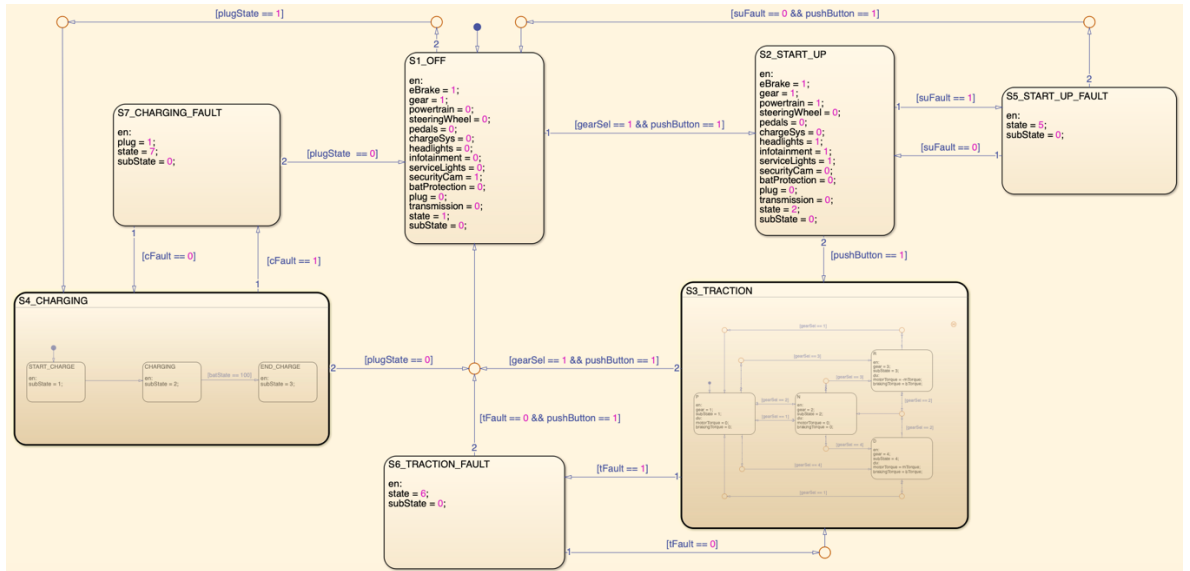 [plugState == 1]
[suFault == 0 && pushButton == 1]
2
2
S1_OFF
en:
eBrake = 1;
gear = 1;
powertrain = 0;
steeringWheel = 0;
pedals = 0;
chargeSys = 0;
headlights = 0;
infotainment = 0;
serviceLights = 0;
securityCam = 1;
batProtection = 0;
plug = 0;
transmission = 0;
state = 1;
subState = 0;
S2_START_UP
en:
eBrake = 1;
gear = 1;
powertrain = 1;
steeringWheel = 0;
pedals = 0;
chargeSys = 0;
headlights = 1;
infotainment = 1;
serviceLights = 1;
securityCam = 0;
batProtection = 0;
plug = 0;
transmission = 0;
state = 2;
subState = 0;
S5_START_UP_FAULT
en:
state = 5;
subState = 0;
S7_CHARGING_FAULT
en:
plug = 1;
state = 7;
subState = 0;
1
[suFault == 1]
1
[gearSel == 1 && pushButton == 1]
2
[plugState == 0]
[suFault == 0]
1
1
[cFault == 0]
[cFault == 1]
1
2
[pushButton == 1]
S4_CHARGING
START_CHARGE
en:
subState = 1;
CHARGING
en:
subState = 2;
[batState == 100]
END_CHARGE
en:
subState = 3;
S3_TRACTION
2
[plugState == 0]
[gearSel == 1 && pushButton == 1]
2
[tFault == 0 && pushButton == 1]
2
S6_TRACTION_FAULT
en:
state = 6;
subState = 0;
[tFault == 1]
1
1
[tFault == 0]